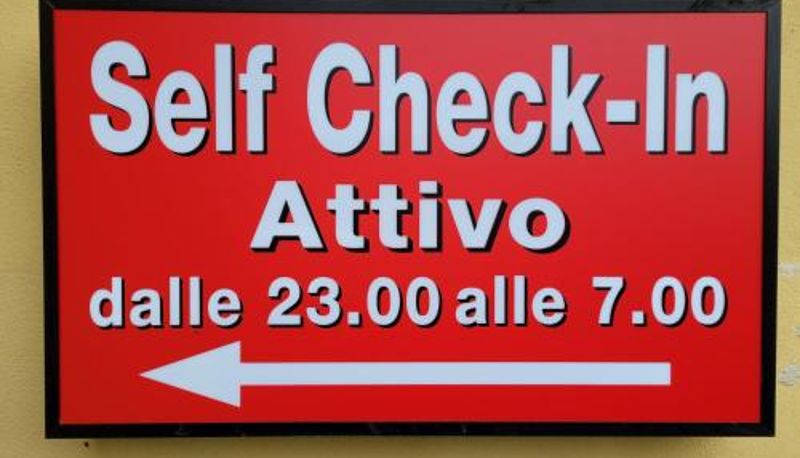 Self Check-In
Attivo
dalle 23.00 alle 7.00